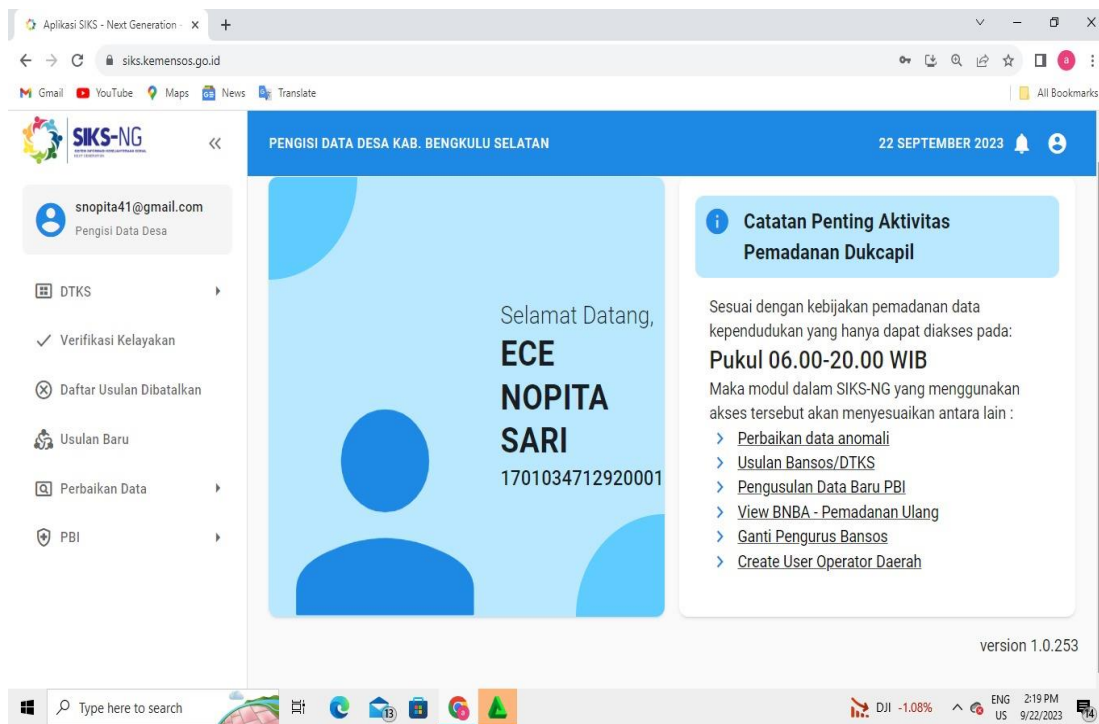 Aplikasi SIKS - Next Generation -
siks.kemensos.go.id
Gmail YouTube Maps News Translate All Bookmarks
SIKS-NG
PENGISI DATA DESA KAB. BENGKULU SELATAN
22 SEPTEMBER 2023
snopita41@gmail.com
Pengisi Data Desa
DTKS
Verifikasi Kelayakan
Daftar Usulan Dibatalkan
Usulan Baru
Perbaikan Data
PBI
Selamat Datang,
ECE
NOPITA
SARI
1701034712920001
Catatan Penting Aktivitas
Pemadanan Dukcapil
Sesuai dengan kebijakan pemadanan data
kependudukan yang hanya dapat diakses pada:
Pukul 06.00-20.00 WIB
Maka modul dalam SIKS-NG yang menggunakan
akses tersebut akan menyesuaikan antara lain :
Perbaikan data anomali
Usulan Bansos/DTKS
Pengusulan Data Baru PBI
View BNBA - Pemadanan Ulang
Ganti Pengurus Bansos
Create User Operator Daerah
version 1.0.253
Type here to search
13
DJI -1.08%
ENG
US
2:19 PM
9/22/2023
14